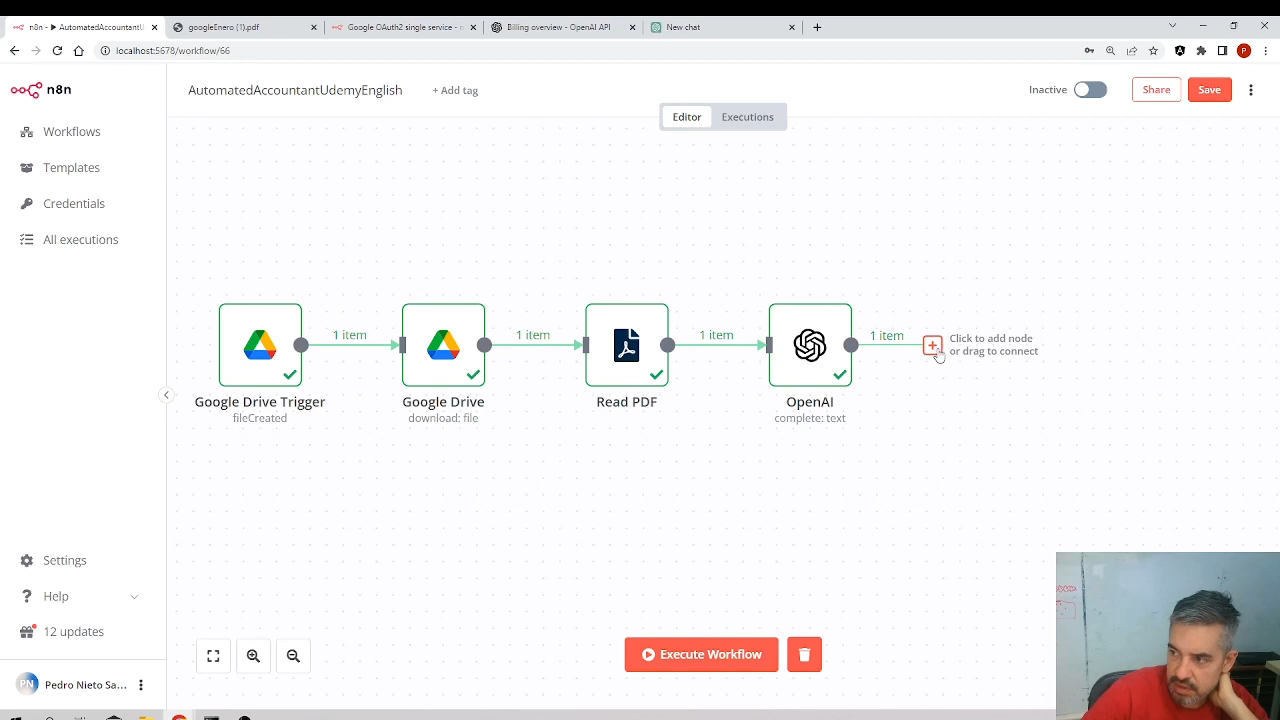 n8n - ▶ AutomatedAccountantU
googleEnero (1).pdf
Google OAuth2 single service - n
Billing overview - OpenAI API
New chat
localhost:5678/workflow/66
P
n8n
AutomatedAccountantUdemyEnglish
+ Add tag
Inactive
Share
Save
Editor
Executions
Workflows
Templates
Credentials
All executions
1 item
1 item
1 item
1 item
Click to add node
or drag to connect
Google Drive Trigger
fileCreated
Google Drive
download: file
Read PDF
OpenAI
complete: text
Settings
Help
12 updates
PN
Pedro Nieto Sa...
Execute Workflow